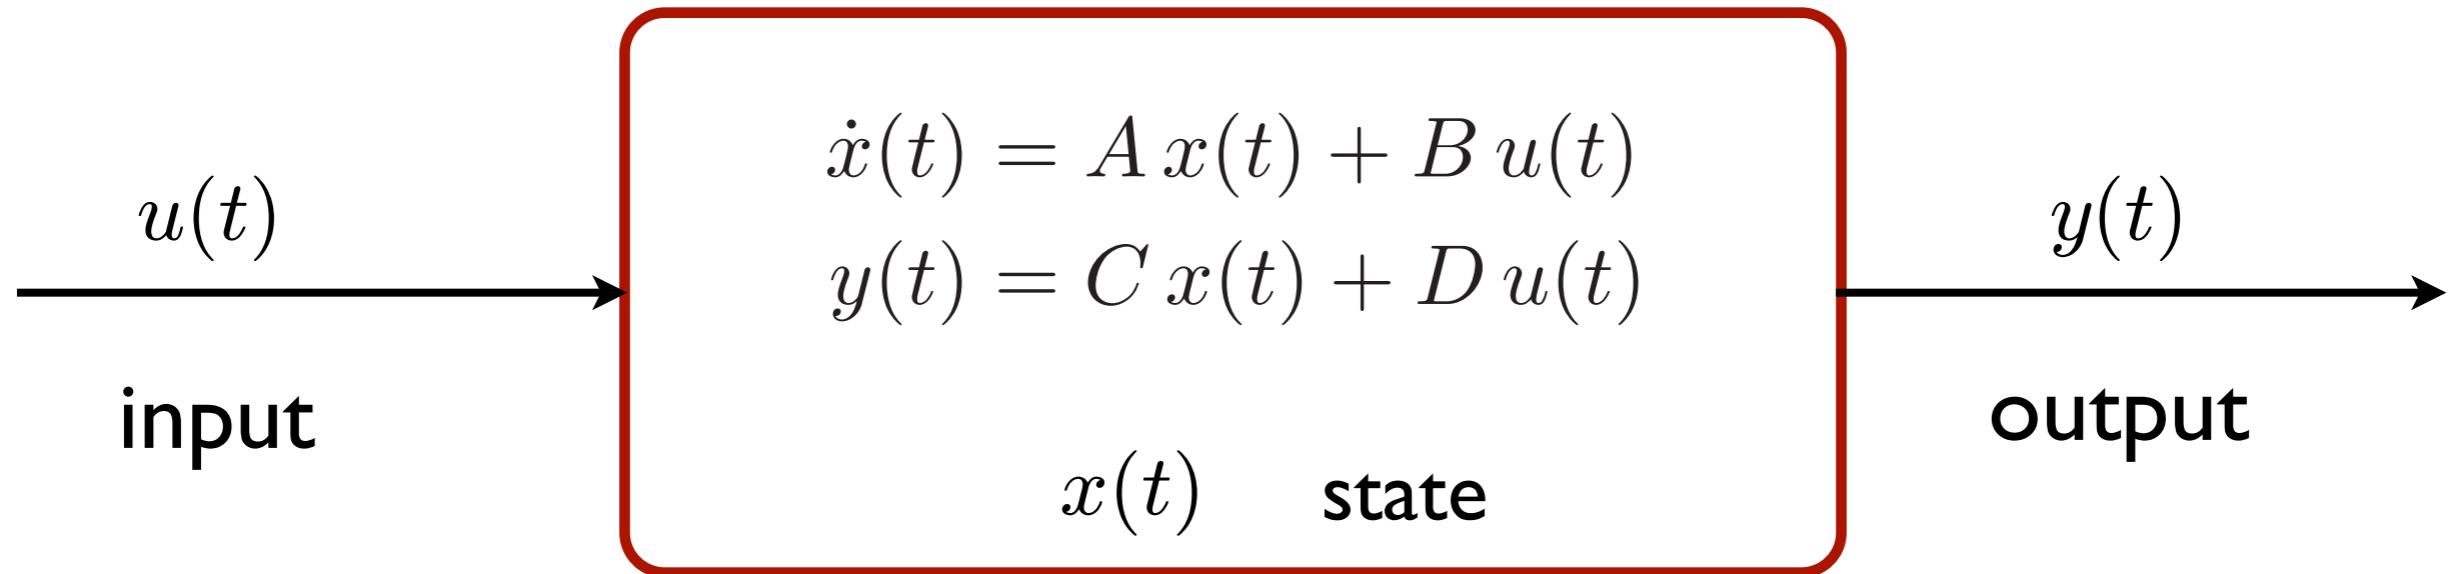 u(t)
input
ẋ(t) = A x(t) + B u(t)
y(t) = C x(t) + D u(t)
x(t) state
y(t)
output